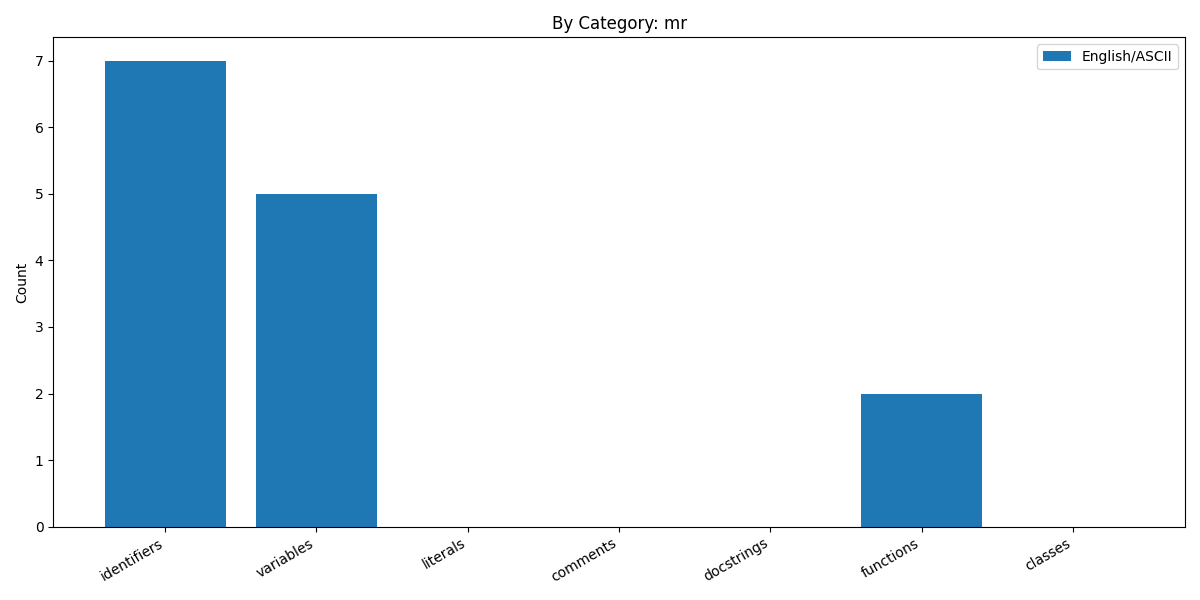 By Category: mr
English/ASCII
Count
7
6
5
4
3
2
1
0
identifiers
variables
literals
comments
docstrings
functions
classes